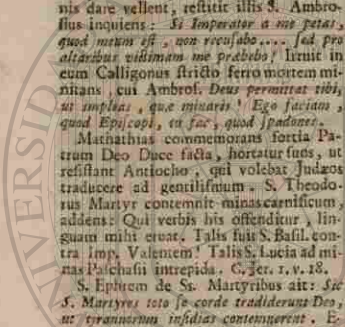 nis dare vellent, restitit illis S. Ambro-
sius inquiens: Si Imperator a me petat,
quod meum est, non recusabo.... sed pro
altaribus victimam me præbebo! Irruit in
eum Calligonus stricto ferro mortem mi-
nitans, cui Ambros. Deus permittat tibi,
ut impleas, quæ minaris! Ego faciam,
quod Episcopi, tu fac, quod spadones.
Mathathias commemorans fortia Pa-
trum Deo Duce facta, hortatur suos, ut
resistant Antiocho, qui volebat Judæos
traducere ad gentilismum. S. Theodo-
rus Martyr contemnit minas carnificum,
addens: Qui verbis his offenditur, lin-
guam mihi eruat. Talis fuit S. Basil. con-
tra Imp. Valentem! Talis S. Lucia ad mi-
nas Paschasii intrepida. C. Jer. 1. v. 18.
S. Ephrem de Ss. Martyribus ait: Sic
S. Martyres toto se corde tradiderunt Deo,
ut tyrannorum insidias contemnerent. E-
VERSID